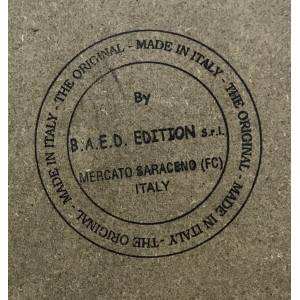 THE ORIGINAL - MADE IN ITALY - THE ORIGINAL - MADE IN ITALY - THE ORIGINAL - MADE IN ITALY -
By
B.A.E.D. EDITION S.r.L
MERCATO SARACENO (FC)
ITALY